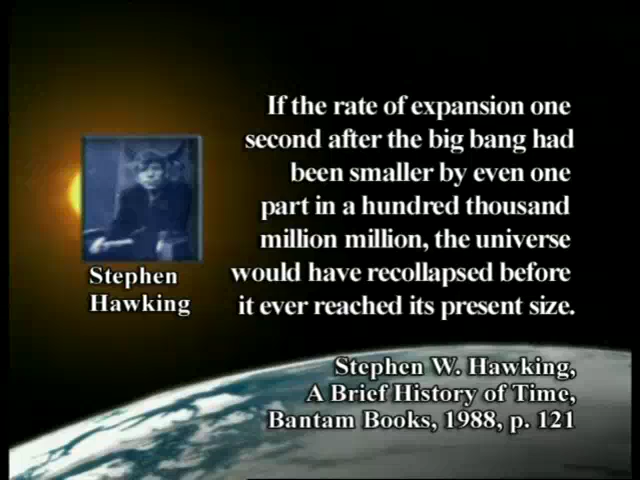 If the rate of expansion one
second after the big bang had
been smaller by even one
part in a hundred thousand
million million, the universe
would have recollapsed before
it ever reached its present size.
Stephen
Hawking
Stephen W. Hawking,
A Brief History of Time,
Bantam Books, 1988, p. 121